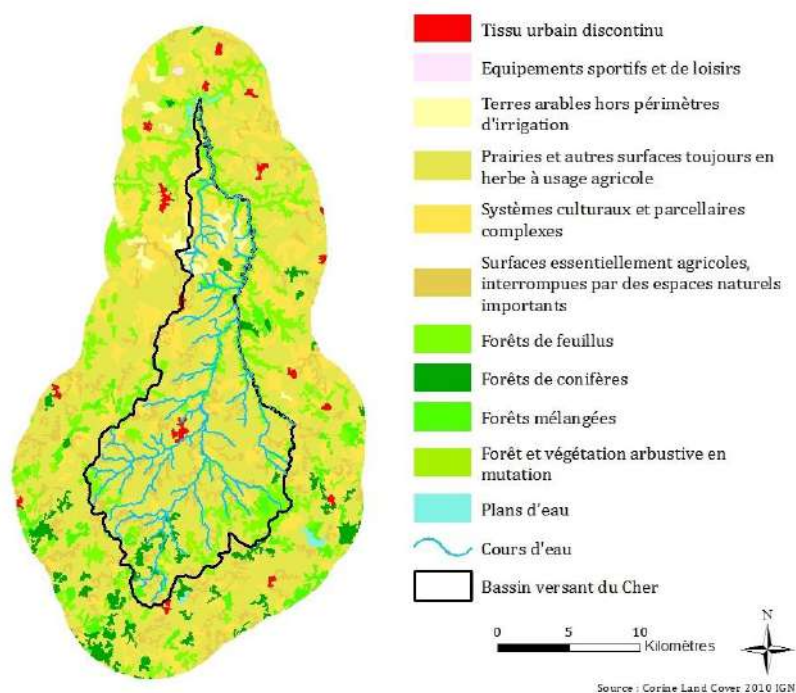 Tissu urbain discontinu
Equipements sportifs et de loisirs
Terres arables hors périmètres
d'irrigation
Prairies et autres surfaces toujours en
herbe à usage agricole
Systèmes culturaux et parcellaires
complexes
Surfaces essentiellement agricoles,
interrompues par des espaces naturels
importants
Forêts de feuillus
Forêts de conifères
Forêts mélangées
Forêt et végétation arbustive en
mutation
Plans d'eau
Cours d'eau
Bassin versant du Cher
N
0 5 10
Kilomètres
Source : Corine Land Cover 2010 IGN